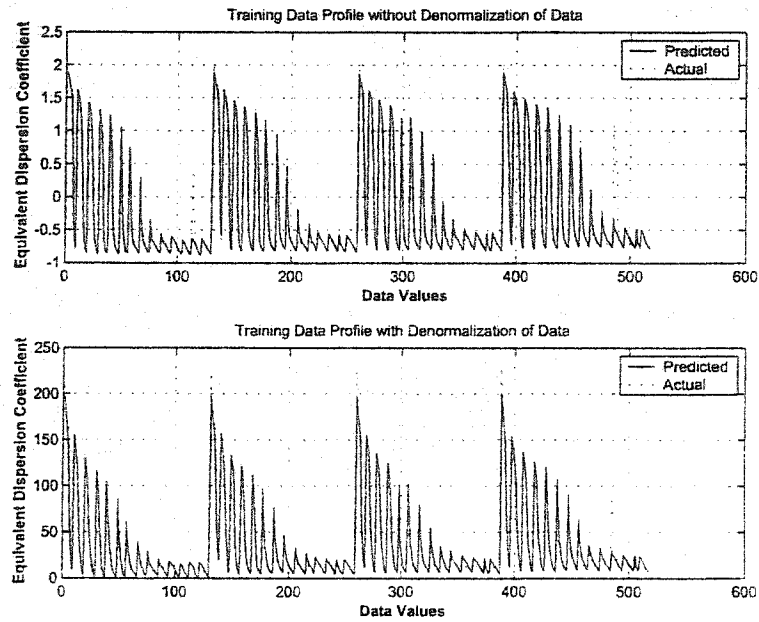 Training Data Profile without Denormalization of Data
Equivalent Dispersion Coefficient
2.5
2
1.5
1
0.5
0
-0.5
-1
0
100
200
300
400
500
600
Predicted
Actual
Data Values
Training Data Profile with Denormalization of Data
Equivalent Dispersion Coefficient
250
200
150
100
50
0
0
100
200
300
400
500
600
Predicted
Actual
Data Values